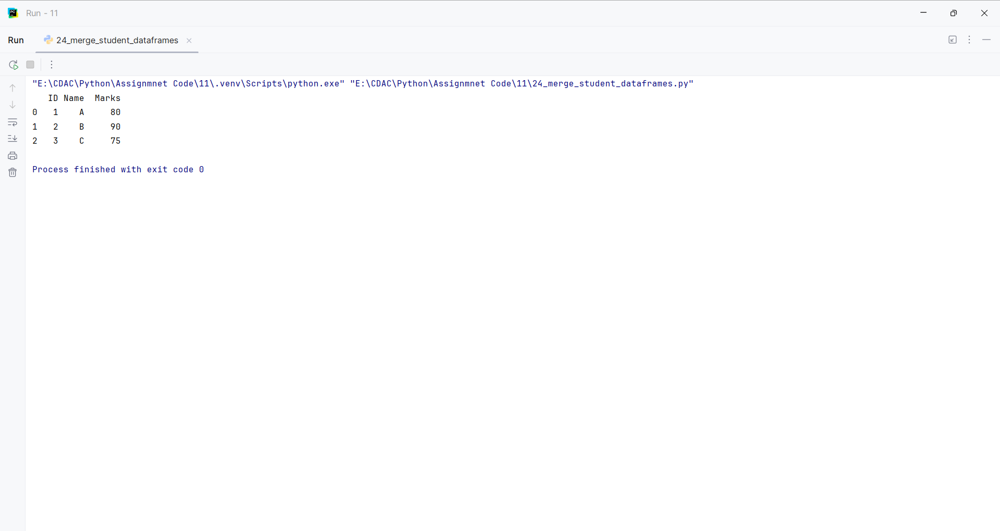 Run - 11
Run 24_merge_student_dataframes
"E:\CDAC\Python\Assignmnet Code\11\.venv\Scripts\python.exe" "E:\CDAC\Python\Assignmnet Code\11\24_merge_student_dataframes.py"
   ID Name  Marks
0   1    A     80
1   2    B     90
2   3    C     75
Process finished with exit code 0